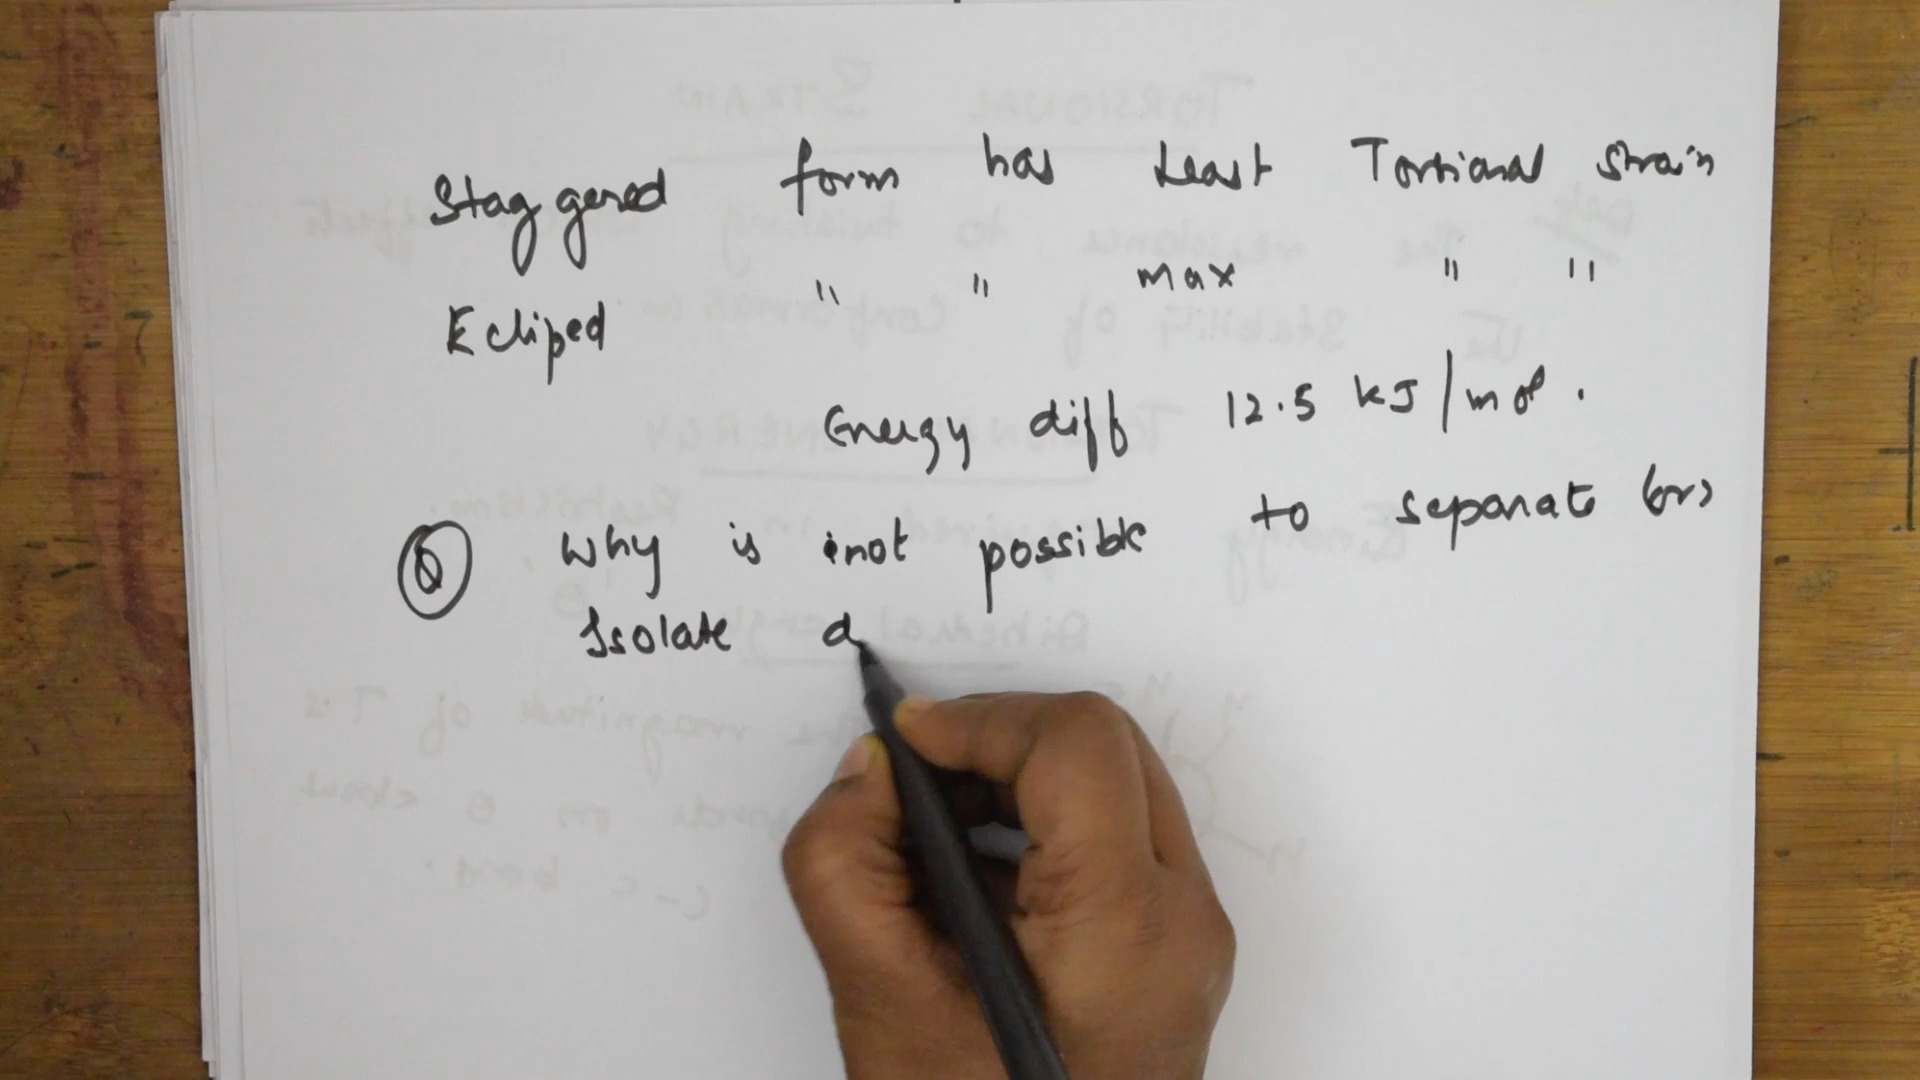 Staggered form has Least Tortional strain
Ecliped " " max " "
Energy diff 12.5 kJ/mol.
Q Why is not possible to separate (or)
Isolate a